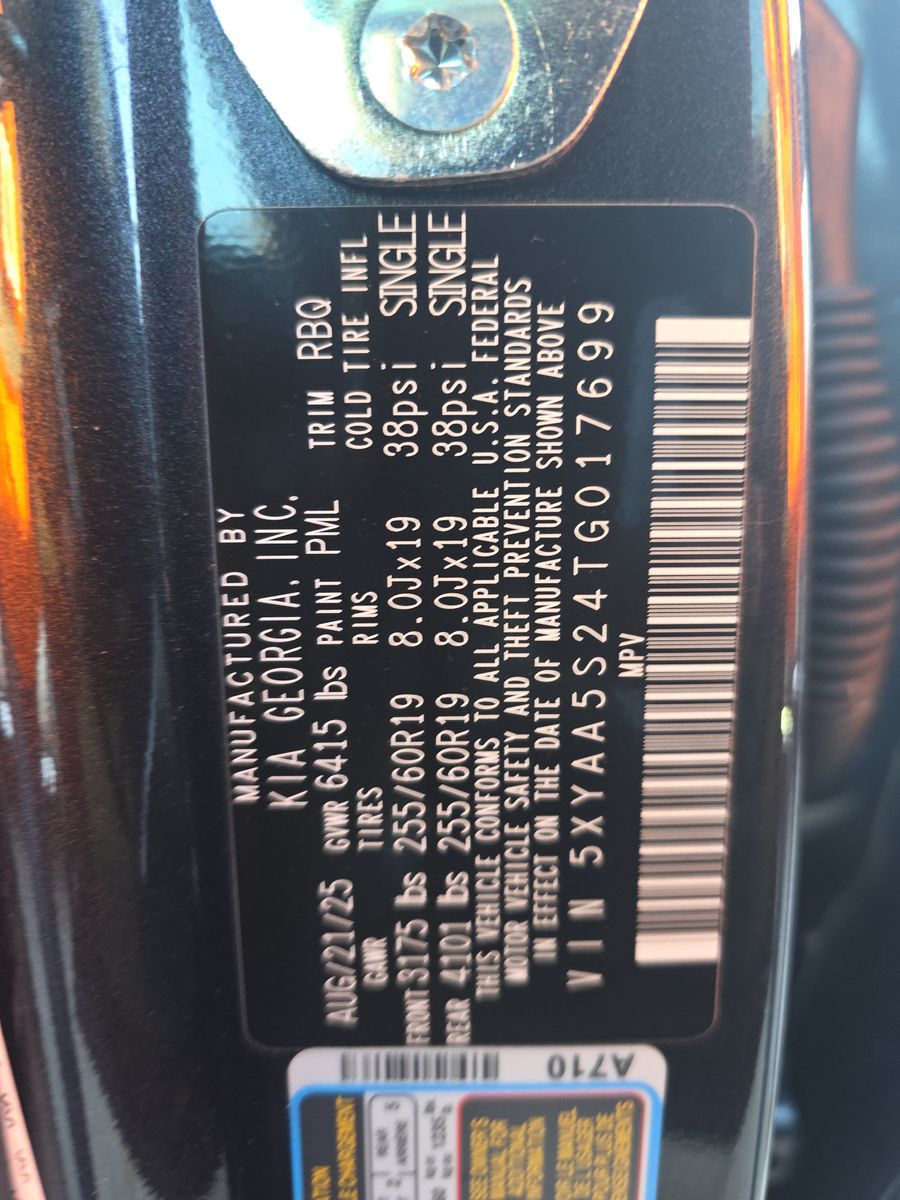 MANUFACTURED BY
KIA GEORGIA, INC.
AUG/21/25 GVWR 6415 lbs PAINT PML TRIM RBQ
GAWR TIRES RIMS COLD TIRE INFL
FRONT 3175 lbs 255/60R19 8.0Jx19 38psi SINGLE
REAR 4101 lbs 255/60R19 8.0Jx19 38psi SINGLE
THIS VEHICLE CONFORMS TO ALL APPLICABLE U.S.A. FEDERAL
MOTOR VEHICLE SAFETY AND THEFT PREVENTION STANDARDS
IN EFFECT ON THE DATE OF MANUFACTURE SHOWN ABOVE
VIN 5XYAA5S24TG017699
MPV
A710